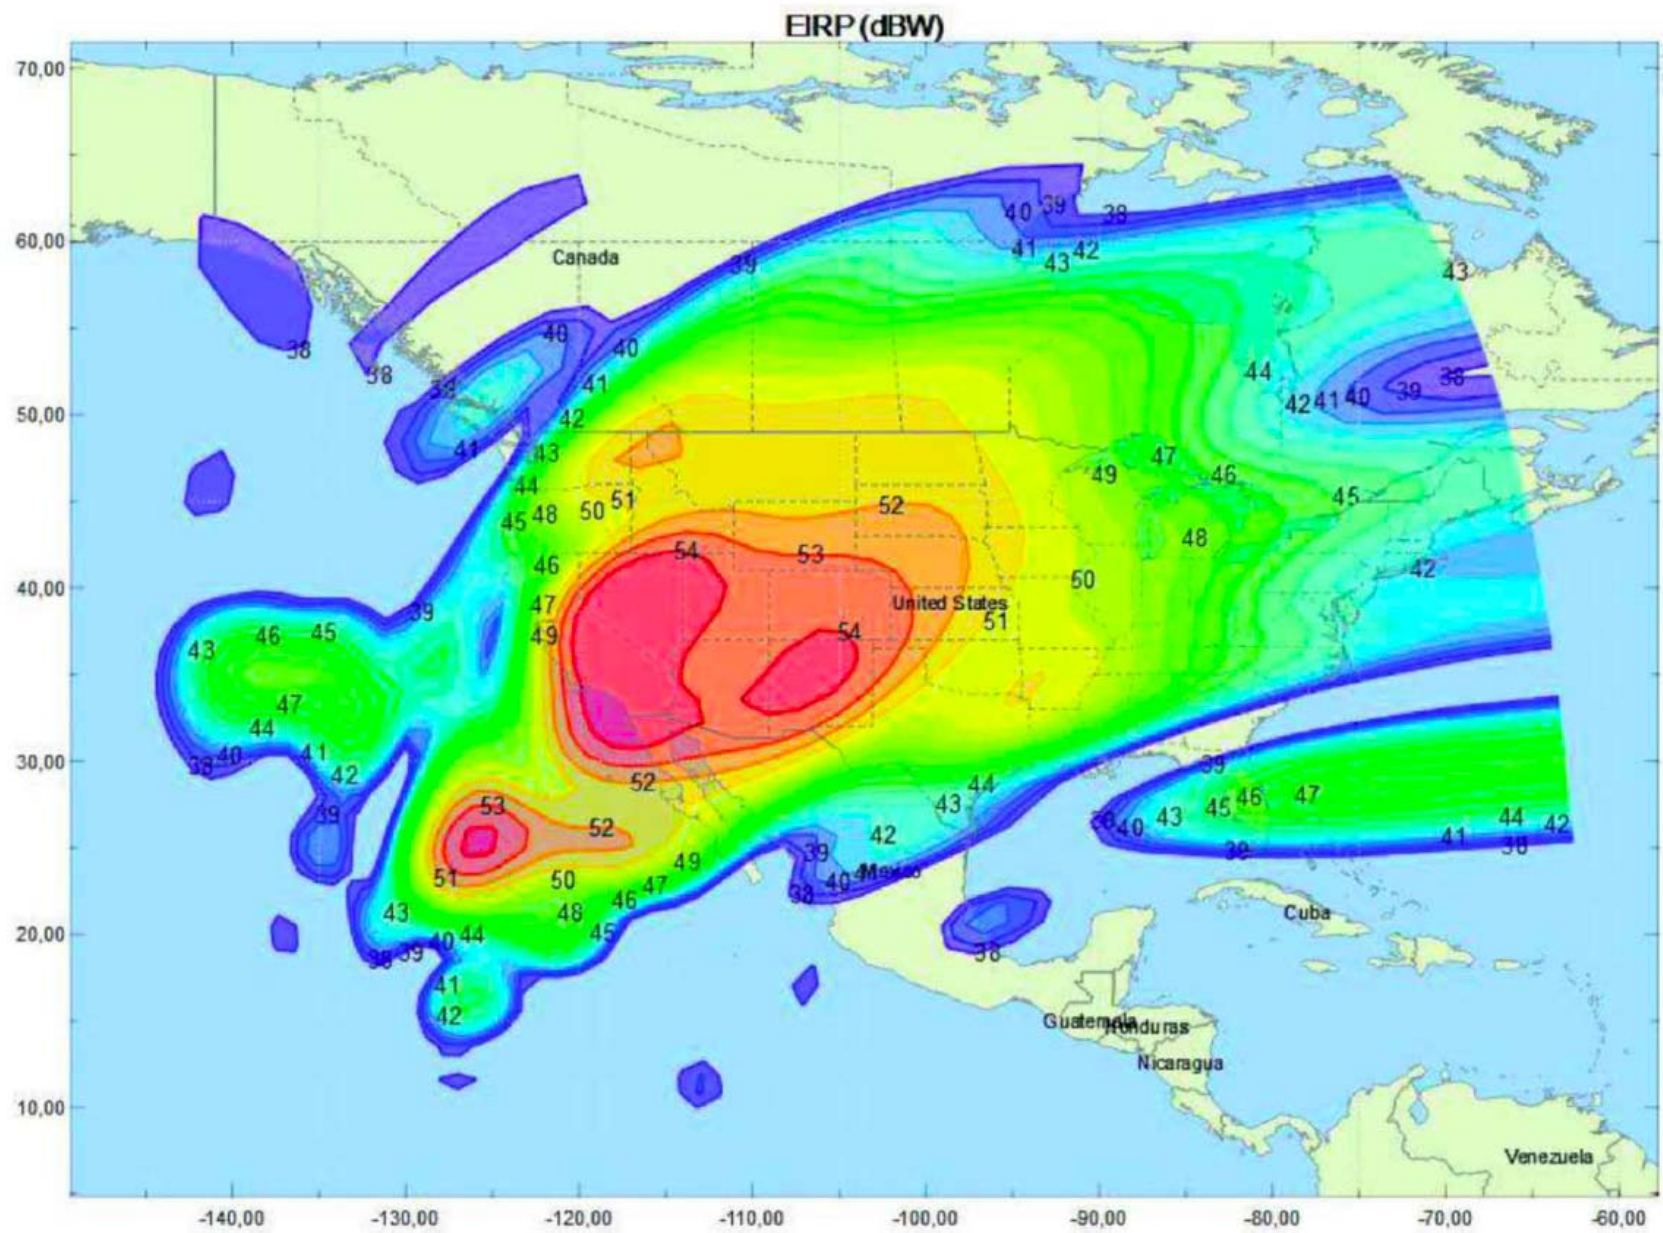 EIRP (dBW)
70,00
40 39 38
60,00
41 42
Canada 39 43 43
40 40
38
38 39 41 44 38
50,00 42 42 41 40 39
41 43 47
44 49 46
50 51 52 45
45 48
54 53 48
46 42
40,00 47 United States 50
39 51
46 45 49 54
43
47
44
41
30,00 38 40 42 52 39
44
39 53 43 46 47
52 45 43 44
40 42 41 42
39 49 38 38
51 50 47 40 Mexico
43 46 38
48 Cuba
20,00 40 44 45
38 39 38
41
42 Guatemala Honduras
Nicaragua
10,00
Venezuela
-140,00 -130,00 -120,00 -110,00 -100,00 -90,00 -80,00 -70,00 -60,00